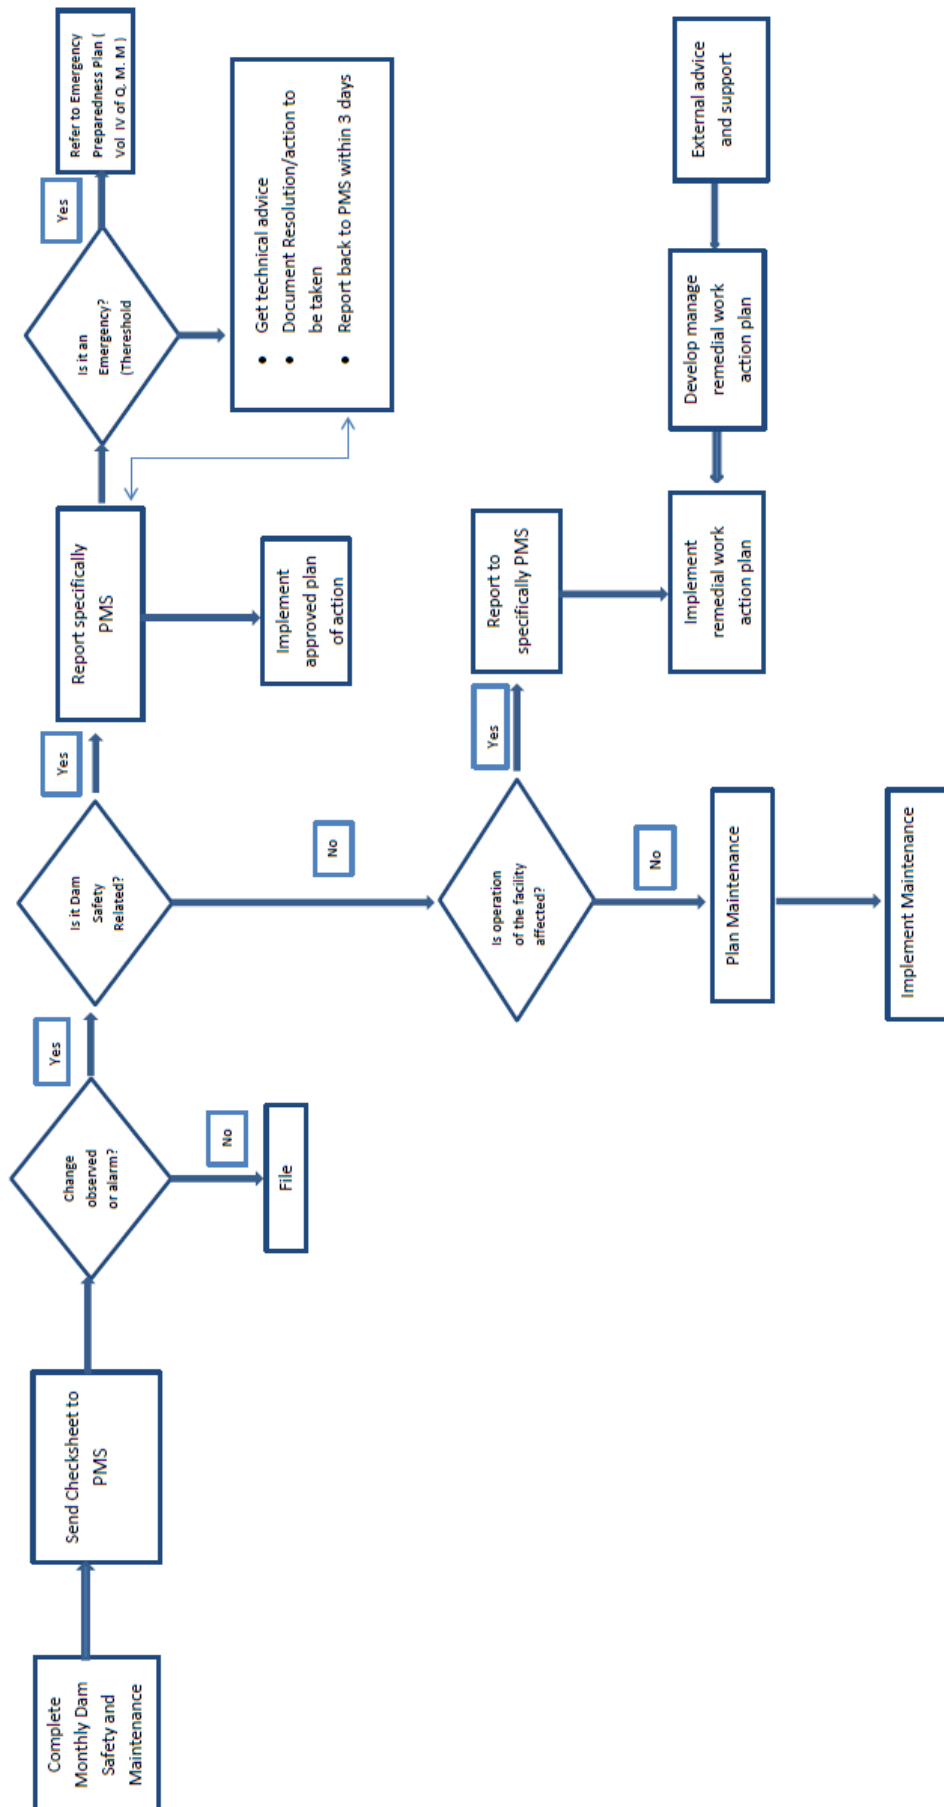 Complete
Monthly Dam
Safety and
Maintenance
Send Checksheet to
PMS
Change
observed
or alarm?
Yes
No
File
Is it Dam
Safety
Related?
Yes
No
Report specifically
PMS
Implement
approved plan
of action
Is it an
Emergency?
(Thereshold
Yes
Refer to Emergency
Preparedness Plan (
Vol IV of Q, M. M )
• Get technical advice
• Document Resolution/action to
be taken
• Report back to PMS within 3 days
Is operation
of the facility
affected?
Yes
No
Report to
specifically PMS
Plan Maintenance
Implement Maintenance
Implement
remedial work
action plan
Develop manage
remedial work
action plan
External advice
and support